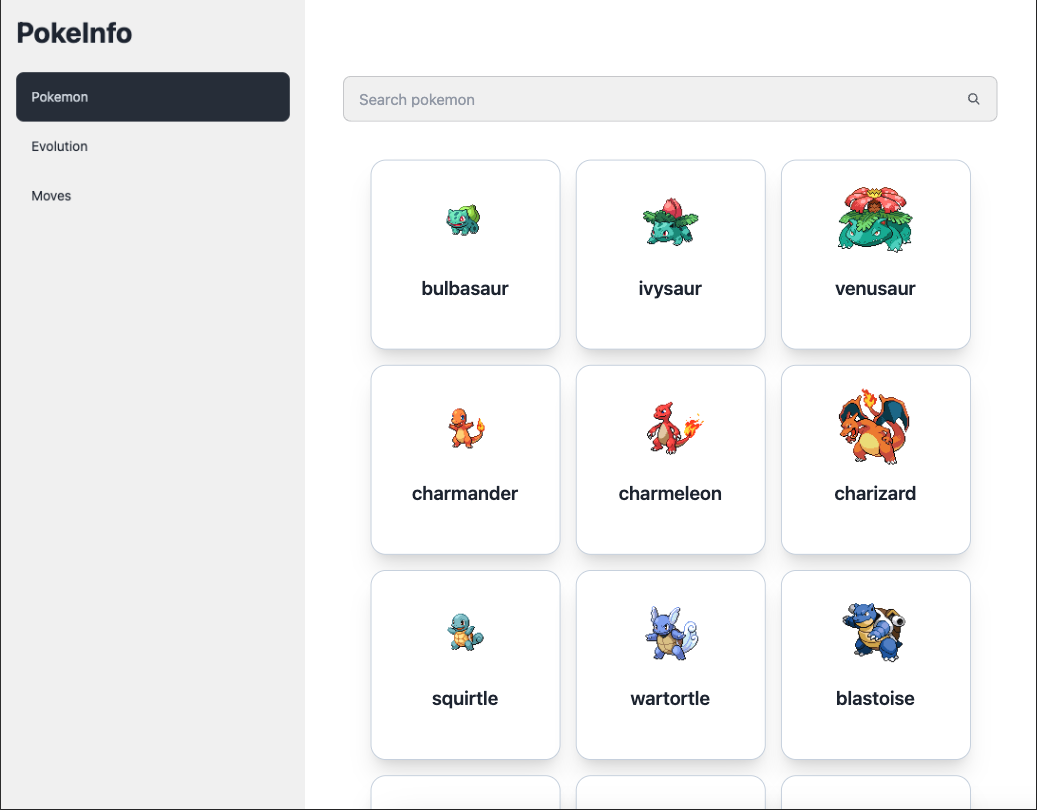 PokeInfo
Pokemon
Evolution
Moves
Search pokemon
bulbasaur
ivysaur
venusaur
charmander
charmeleon
charizard
squirtle
wartortle
blastoise